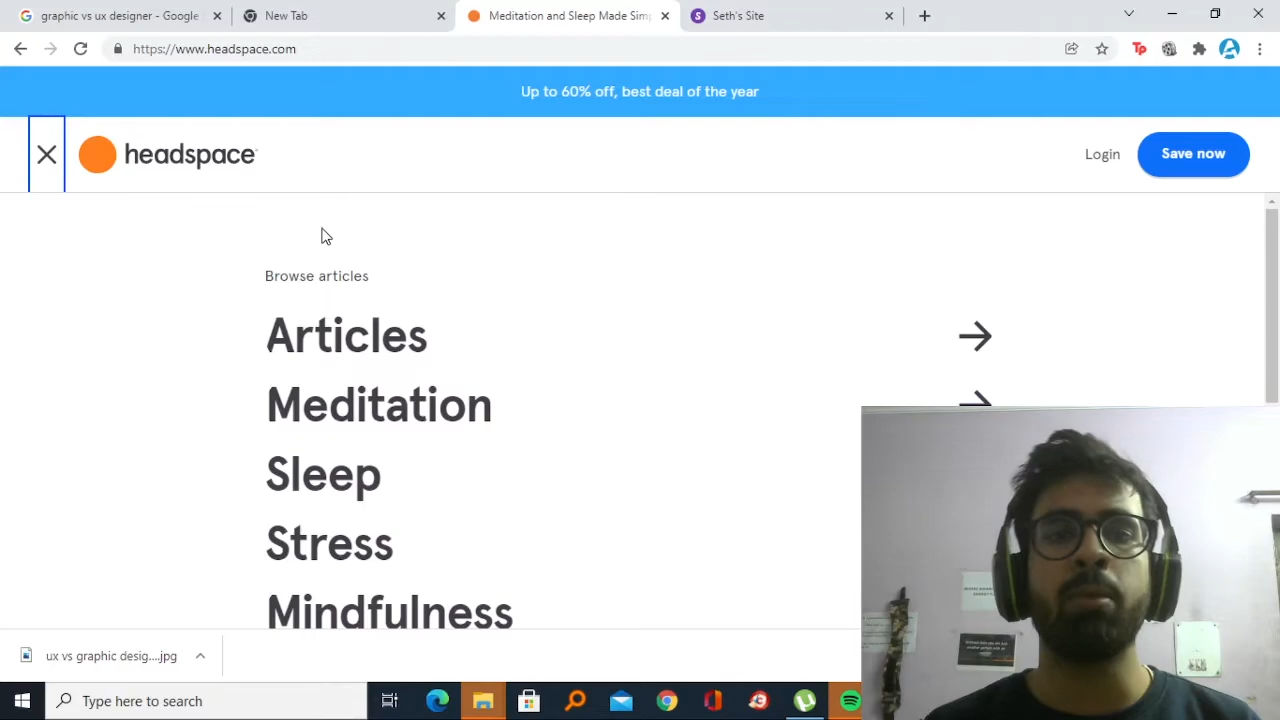 graphic vs ux designer - Google
New Tab
Meditation and Sleep Made Simp
Seth's Site
https://www.headspace.com
Tp
Up to 60% off, best deal of the year
headspace
Login
Save now
Browse articles
Articles
Meditation
Sleep
Stress
Mindfulness
ux vs graphic desig....jpg
Type here to search